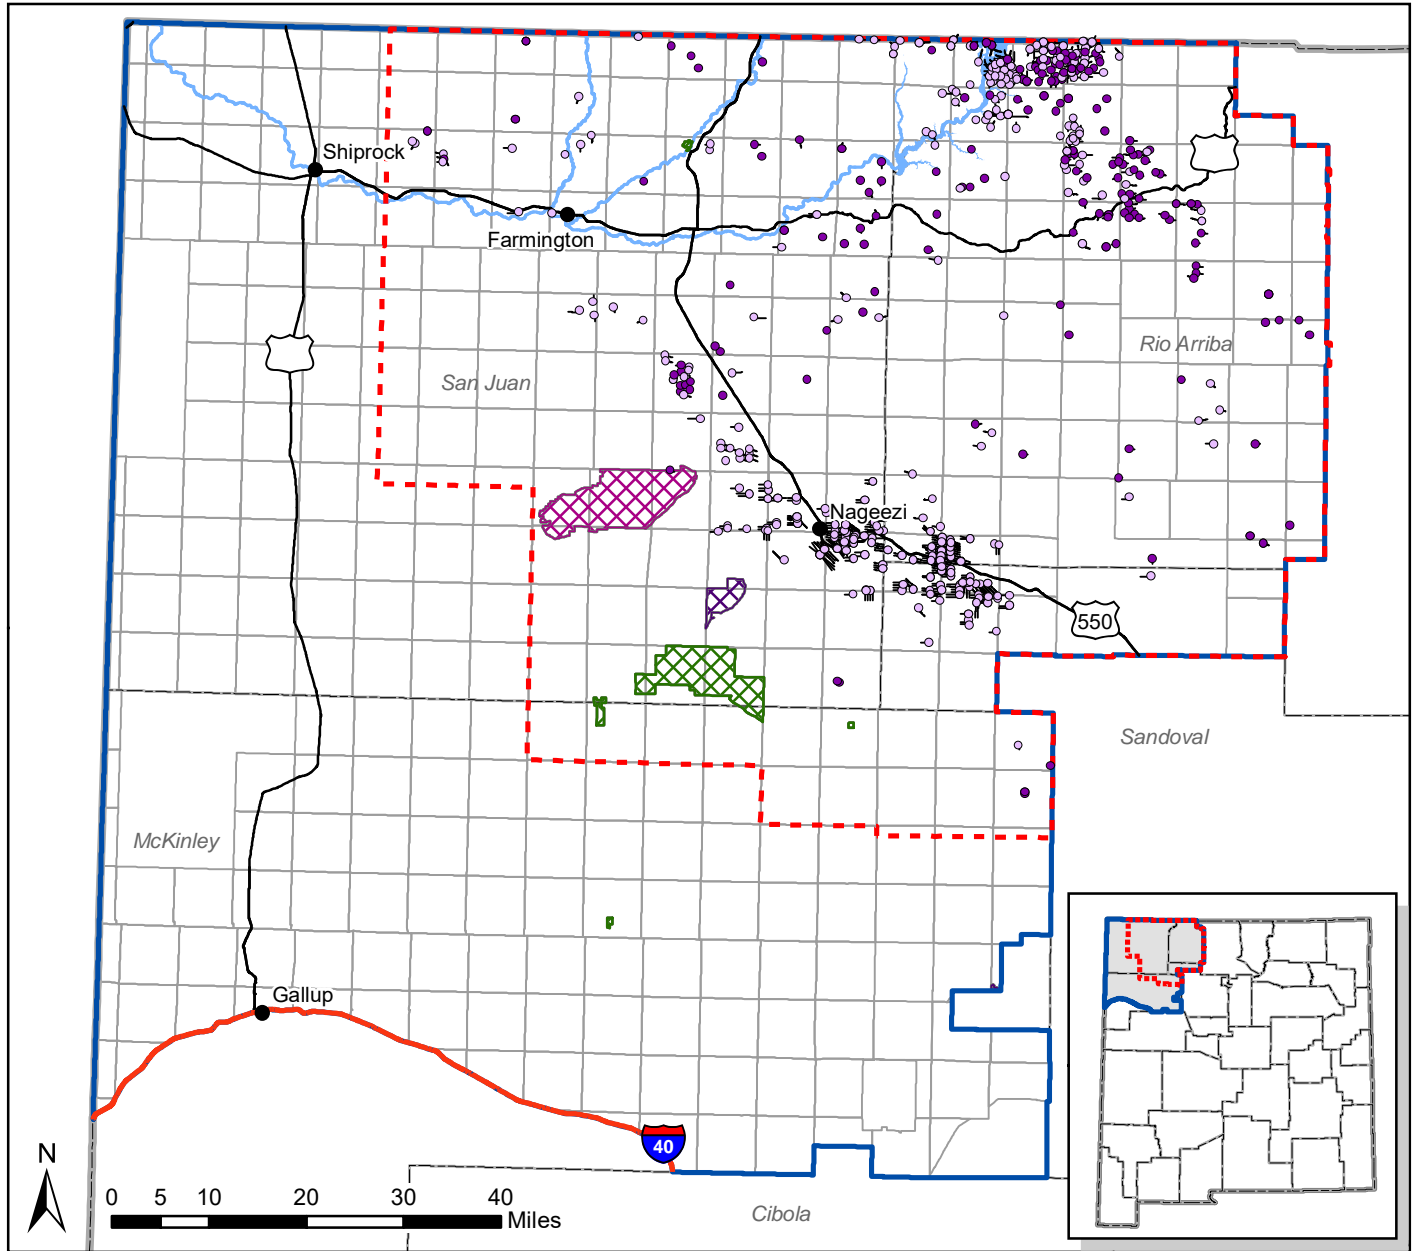 Shiprock
Farmington
Rio Arriba
San Juan
Nageezi
550
Sandoval
McKinley
Gallup
40
N
0 5 10 20 30 40
Miles
Cibola